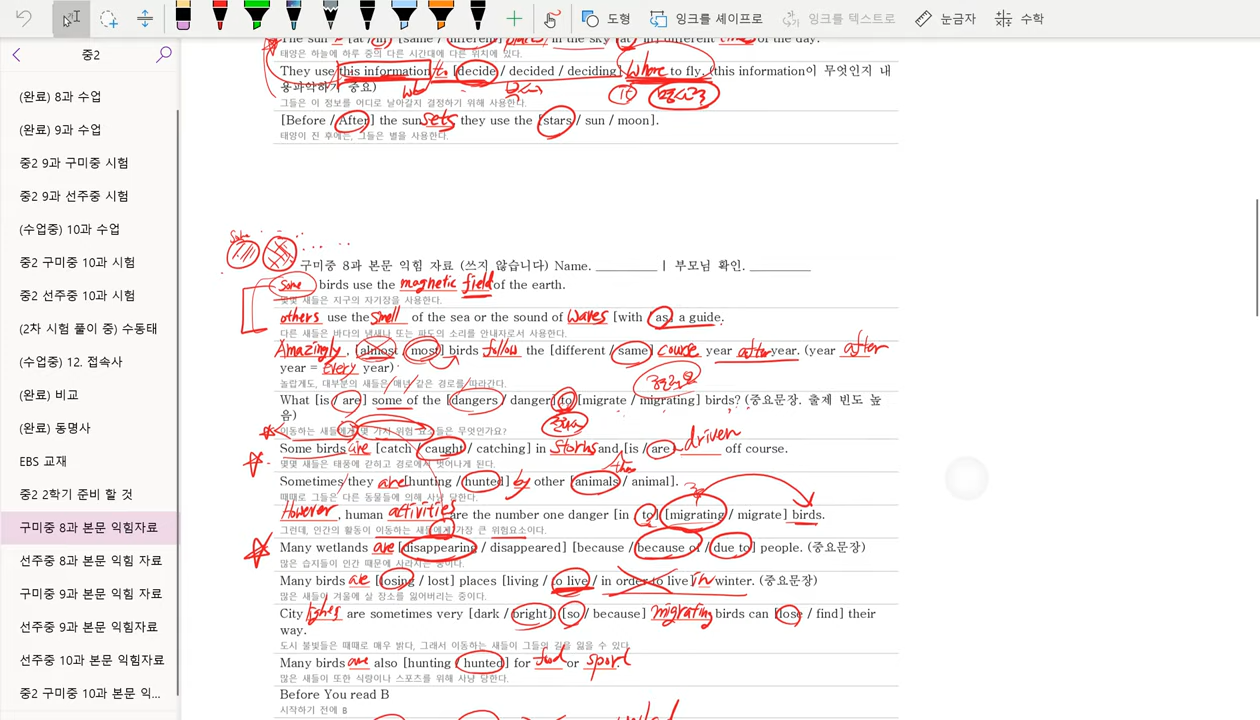 도형 잉크를 셰이프로 잉크를 텍스트로 눈금자 수학
중2
(완료) 8과 수업
(완료) 9과 수업
중2 9과 구미중 시험
중2 9과 선주중 시험
(수업중) 10과 수업
중2 구미중 10과 시험
중2 선주중 10과 시험
(2차 시험 풀이 중) 수동태
(수업중) 12. 접속사
(완료) 비교
(완료) 동명사
EBS 교재
중2 2학기 준비 할 것
구미중 8과 본문 익힘자료
선주중 8과 본문 익힘 자료
구미중 9과 본문 익힘 자료
선주중 9과 본문 익힘자료
선주중 10과 본문 익힘 자료
중2 구미중 10과 본문 익...
The sun is [at / in] [same / different] places in the sky [at / in] different times of the day.
태양은 하늘에 하루 중의 다른 시간대에 다른 위치에 있다.
They use this information to [decide / decided / deciding] where to fly. (this information이 무엇인지 내
용파악하기 중요)
그들은 이 정보를 어디로 날아갈지 결정하기 위해 사용한다.
it
[Before / After] the sun sets they use the [stars / sun / moon].
태양이 진 후에는, 그들은 별을 사용한다.
some
구미중 8과 본문 익힘 자료 (쓰지 않습니다) Name. ________ | 부모님 확인. ________
Some birds use the magnetic field of the earth.
몇몇 새들은 지구의 자기장을 사용한다.
others use the smell of the sea or the sound of waves [with / as] a guide.
다른 새들은 바다의 냄새나 또는 파도의 소리를 안내자로서 사용한다.
Amazingly, [almost / most] birds follow the [different / same] course year after year. (year after
year = every year)
놀랍게도, 대부분의 새들은 매년 같은 경로를 따라간다.
What [is / are] some of the [dangers / danger] to [migrate / migrating] birds? (중요문장. 출제 빈도 높
음)
이동하는 새들에게 몇 가지 위험 요소들은 무엇인가요?
Some birds are [catch / caught / catching] in storms and [is / are] driven off course.
몇몇 새들은 태풍에 갇히고 경로에서 벗어나게 된다.
Sometimes they are [hunting / hunted] by other [animals / animal].
때때로 그들은 다른 동물들에 의해 사냥 당한다.
However, human activities are the number one danger [in / to] [migrating / migrate] birds.
그런데, 인간의 활동이 이동하는 새들에게 가장 큰 위험요소이다.
Many wetlands are [disappearing / disappeared] [because / because of / due to] people. (중요문장)
많은 습지들이 인간 때문에 사라지는 중이다.
Many birds are [losing / lost] places [living / to live / in order to live] in winter. (중요문장)
많은 새들이 겨울에 살 장소를 잃어버리는 중이다.
City lights are sometimes very [dark / bright], [so / because] migrating birds can [lose / find] their
way.
도시 불빛들은 때때로 매우 밝다, 그래서 이동하는 새들이 그들의 길을 잃을 수 있다.
Many birds are also [hunting / hunted] for food or sport.
많은 새들이 또한 식량이나 스포츠를 위해 사냥 당한다.
Before You read B
시작하기 전에 B